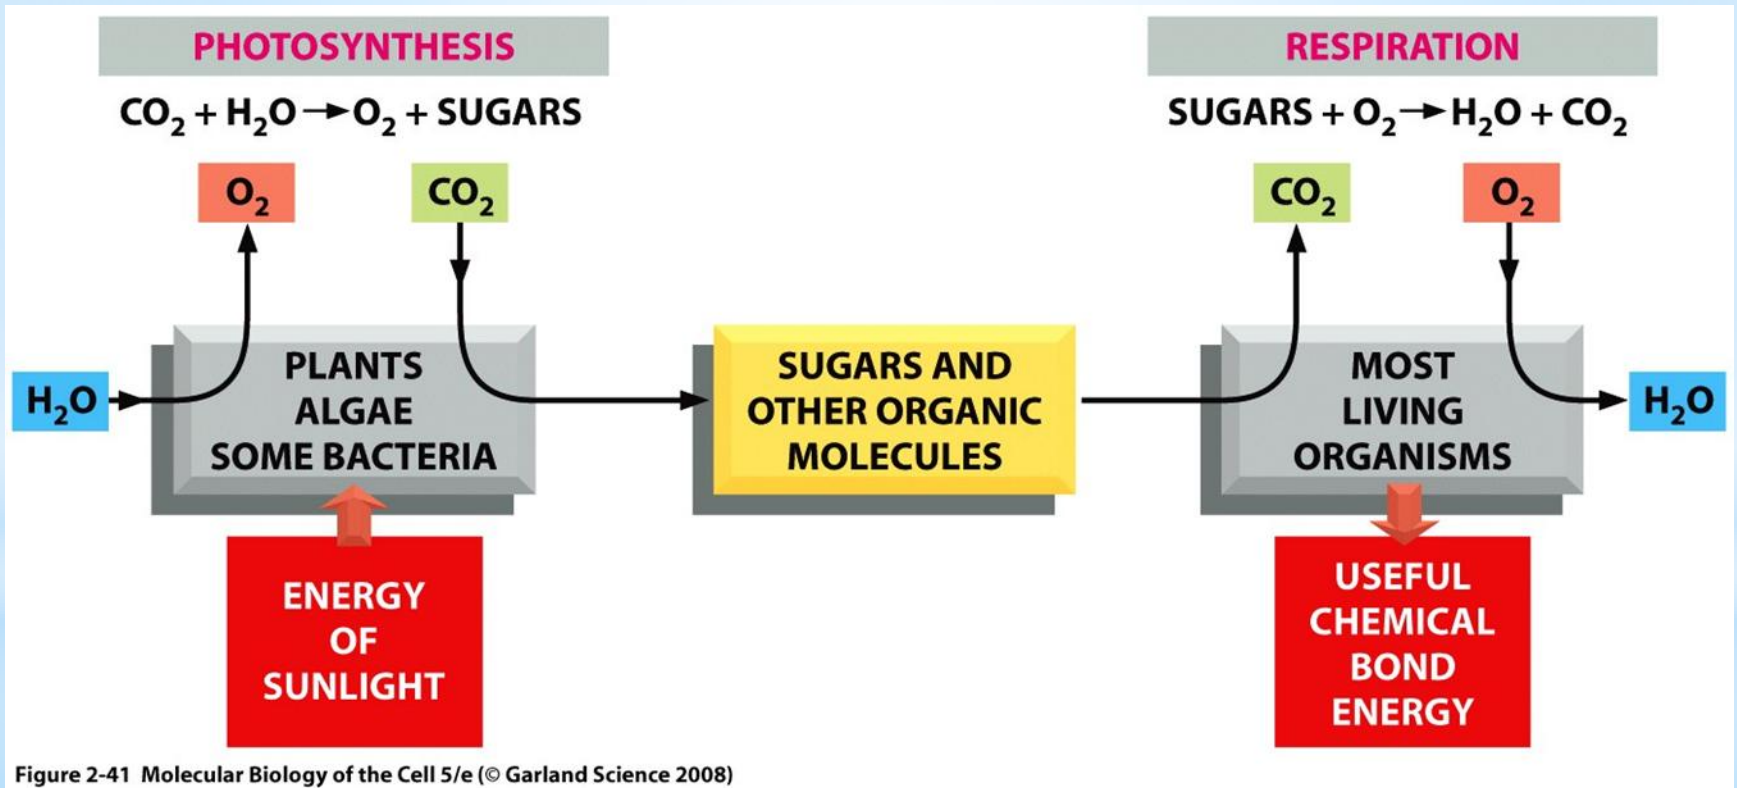 PHOTOSYNTHESIS
CO₂ + H₂O → O₂ + SUGARS
O₂
CO₂
H₂O
PLANTS
ALGAE
SOME BACTERIA
ENERGY
OF
SUNLIGHT
SUGARS AND
OTHER ORGANIC
MOLECULES
RESPIRATION
SUGARS + O₂ → H₂O + CO₂
CO₂
O₂
MOST
LIVING
ORGANISMS
H₂O
USEFUL
CHEMICAL
BOND
ENERGY
Figure 2-41 Molecular Biology of the Cell 5/e (© Garland Science 2008)